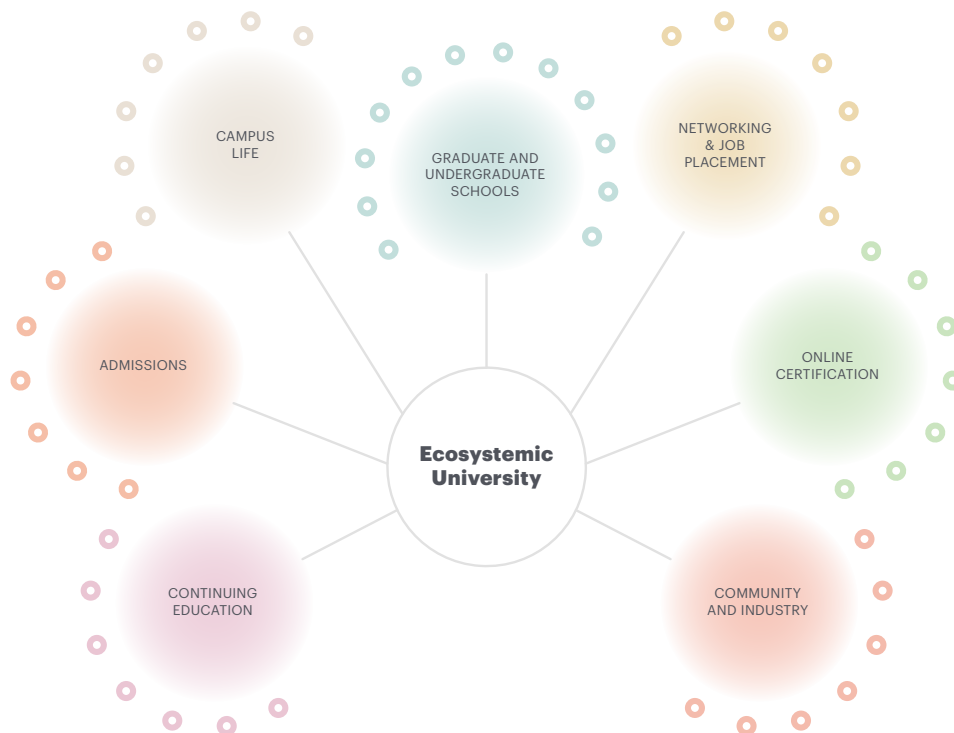 CAMPUS
LIFE
GRADUATE AND
UNDERGRADUATE
SCHOOLS
NETWORKING
& JOB
PLACEMENT
ADMISSIONS
ONLINE
CERTIFICATION
Ecosystemic
University
CONTINUING
EDUCATION
COMMUNITY
AND INDUSTRY